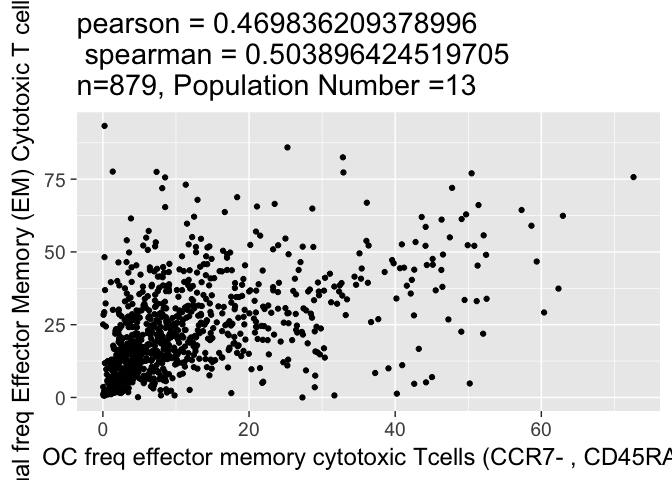 pearson = 0.469836209378996
spearman = 0.503896424519705
n=879, Population Number =13
ual freq Effector Memory (EM) Cytotoxic T cell
75
50
25
0
0 20 40 60
OC freq effector memory cytotoxic Tcells (CCR7- , CD45RA